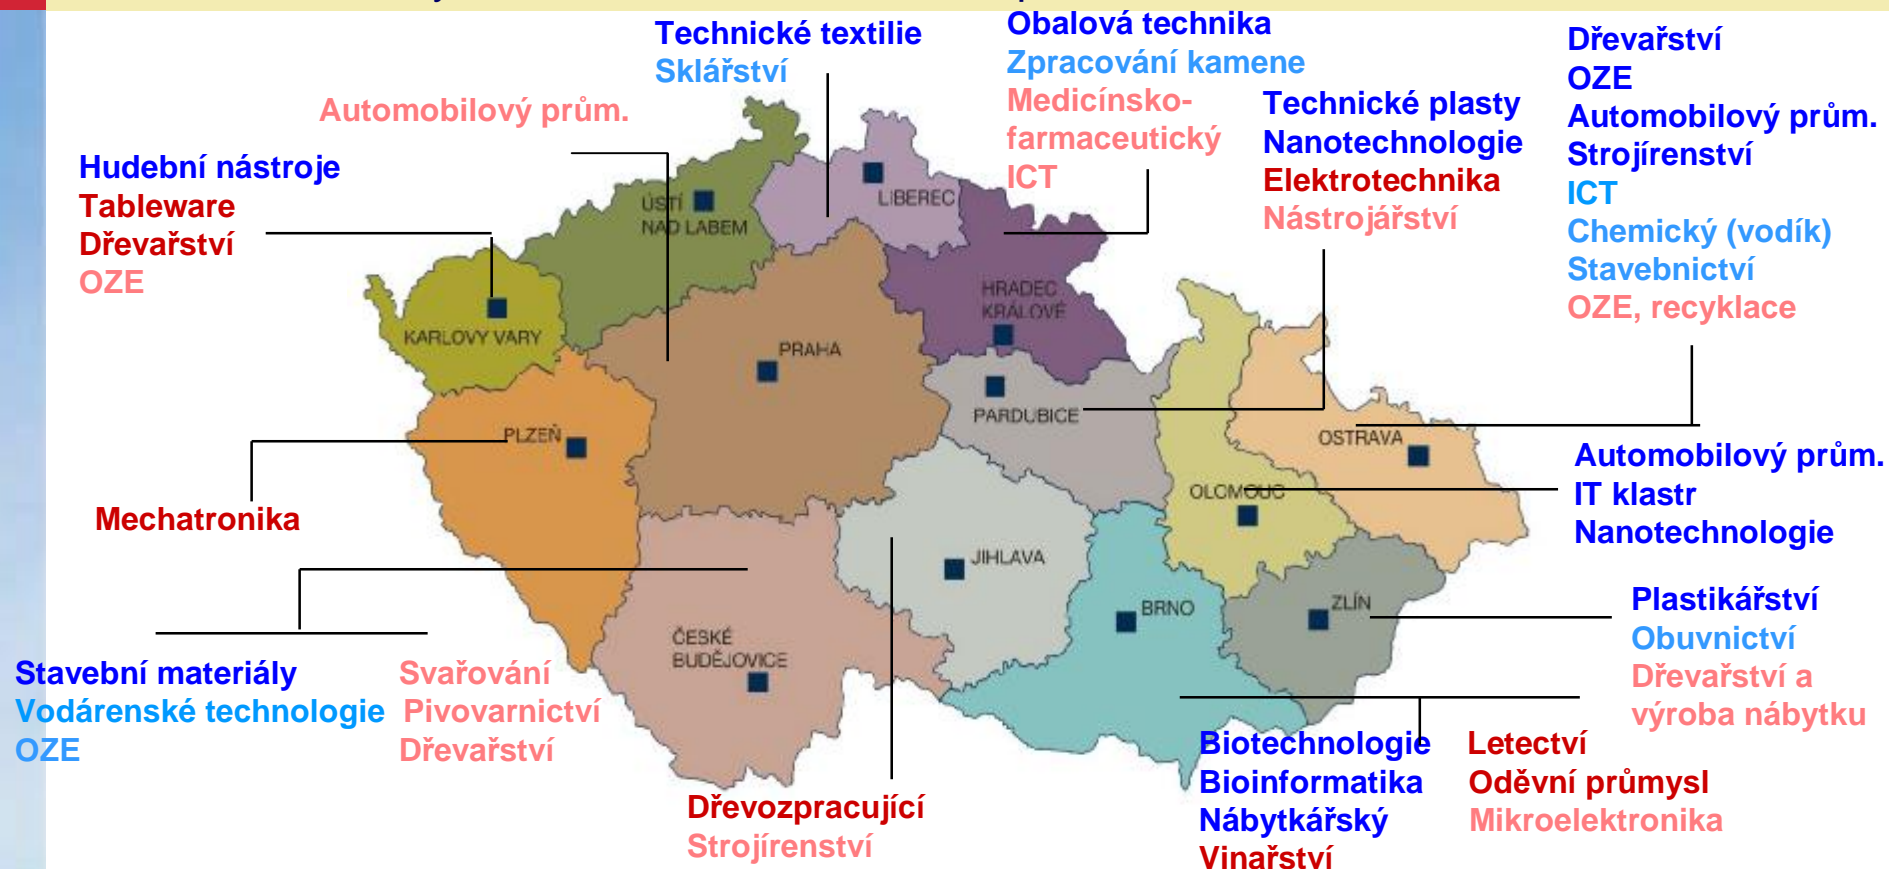 Technické textilie
Sklářství
Obalová technika
Zpracování kamene
Medicínsko-
farmaceutický
ICT
Dřevařství
OZE
Automobilový prům.
Strojírenství
ICT
Chemický (vodík)
Stavebnictví
OZE, recyklace
Automobilový prům.
Technické plasty
Nanotechnologie
Elektrotechnika
Nástrojářství
Hudební nástroje
Tableware
Dřevařství
OZE
ÚSTÍ
NAD LABEM
LIBEREC
HRADEC
KRÁLOVÉ
KARLOVY VARY
PRAHA
PARDUBICE
PLZEŇ
OSTRAVA
OLOMOUC
JIHLAVA
BRNO
ZLÍN
ČESKÉ
BUDĚJOVICE
Automobilový prům.
IT klastr
Nanotechnologie
Mechatronika
Plastikářství
Obuvnictví
Dřevařství a
výroba nábytku
Stavební materiály
Vodárenské technologie
OZE
Svařování
Pivovarnictví
Dřevařství
Dřevozpracující
Strojírenství
Biotechnologie
Bioinformatika
Nábytkářský
Vinařství
Letectví
Oděvní průmysl
Mikroelektronika